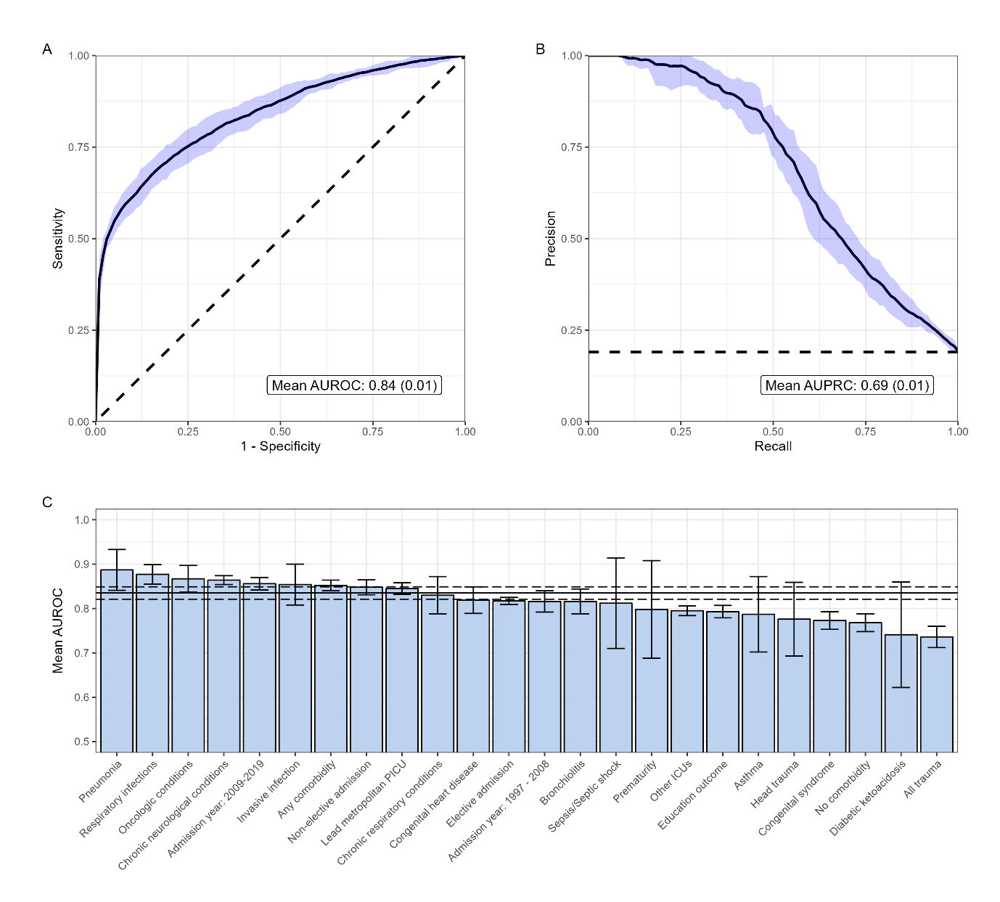 A
1.00
0.75
0.50
0.25
0.00
Sensitivity
Mean AUROC: 0.84 (0.01)
0.00 0.25 0.50 0.75 1.00
1 - Specificity
B
1.00
0.75
0.50
0.25
0.00
Precision
Mean AUPRC: 0.69 (0.01)
0.00 0.25 0.50 0.75 1.00
Recall
C
1.0
0.9
0.8
0.7
0.6
0.5
Mean AUROC
Pneumonia
Respiratory infections
Oncologic conditions
Chronic neurological conditions
Admission year: 2009-2019
Invasive infection
Any comorbidity
Non-elective admission
Lead metropolitan PICU
Chronic respiratory conditions
Congenital heart disease
Elective admission
Admission year: 1997 - 2008
Bronchiolitis
Sepsis/Septic shock
Prematurity
Other ICUs
Education outcome
Asthma
Head trauma
Congenital syndrome
No comorbidity
Diabetic ketoacidosis
All trauma